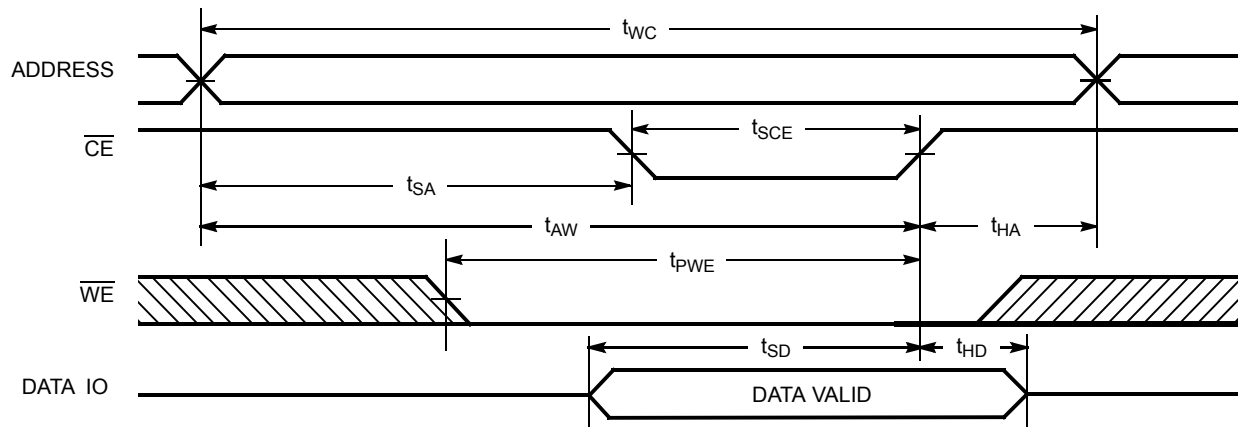 tWC
ADDRESS
CE
tSCE
tSA
tAW
tHA
tPWE
WE
tSD
tHD
DATA IO
DATA VALID